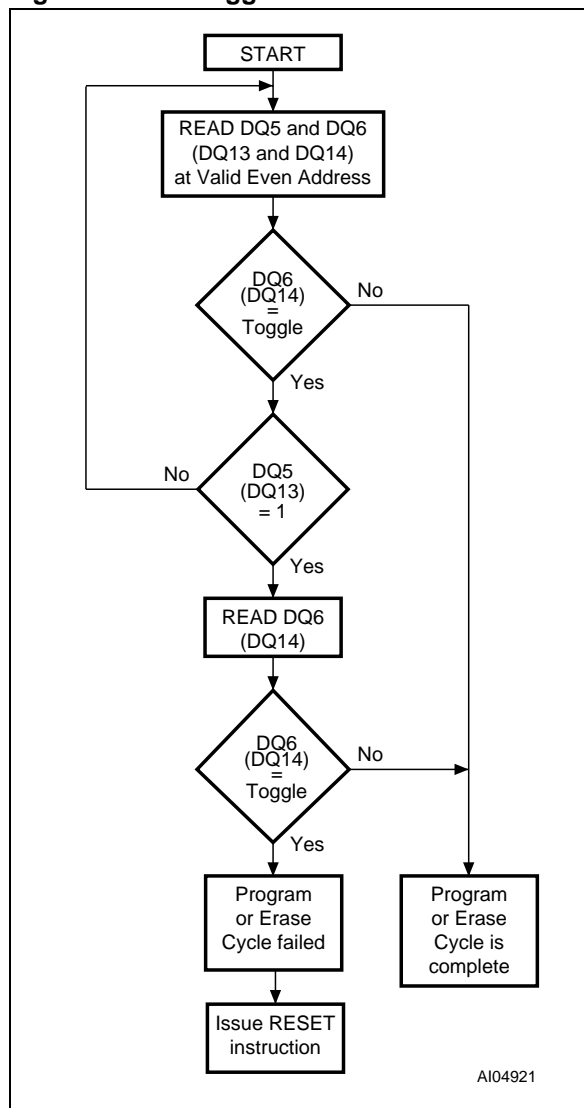 START
READ DQ5 and DQ6
(DQ13 and DQ14)
at Valid Even Address
DQ6
(DQ14)
=
Toggle
No
Yes
No
DQ5
(DQ13)
= 1
Yes
READ DQ6
(DQ14)
DQ6
(DQ14)
=
Toggle
No
Yes
Program
or Erase
Cycle failed
Program
or Erase
Cycle is
complete
Issue RESET
instruction
AI04921